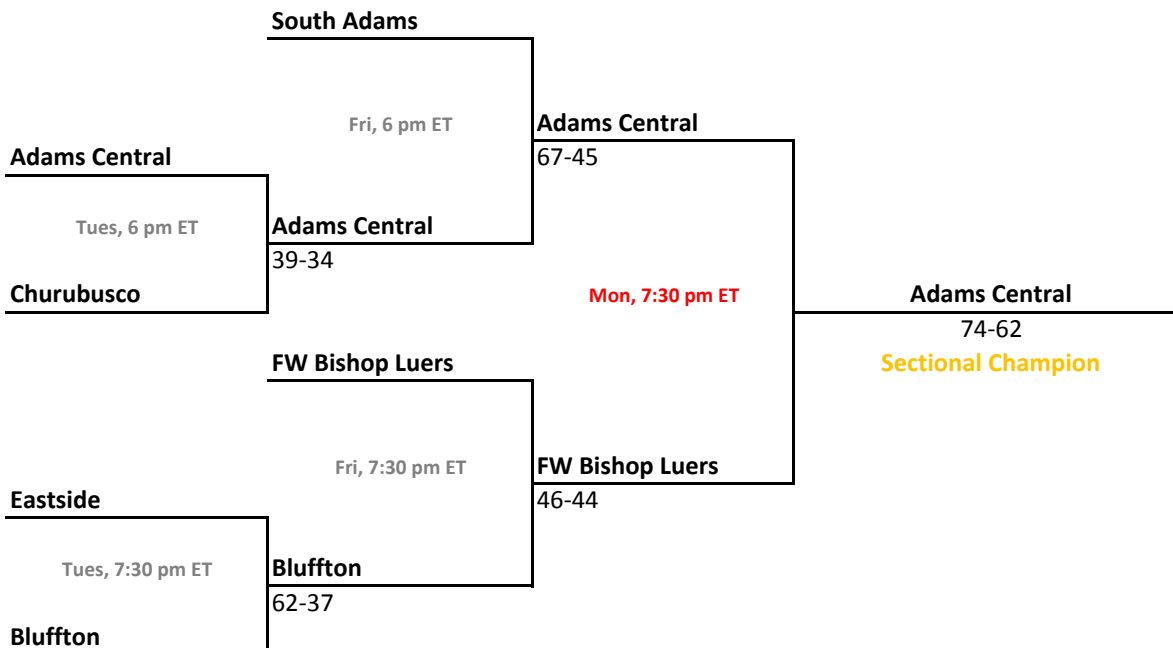 South Adams
Fri, 6 pm ET
Adams Central
67-45
Adams Central
Tues, 6 pm ET
Adams Central
39-34
Churubusco
Mon, 7:30 pm ET
Adams Central
74-62
Sectional Champion
FW Bishop Luers
Fri, 7:30 pm ET
FW Bishop Luers
46-44
Eastside
Tues, 7:30 pm ET
Bluffton
62-37
Bluffton